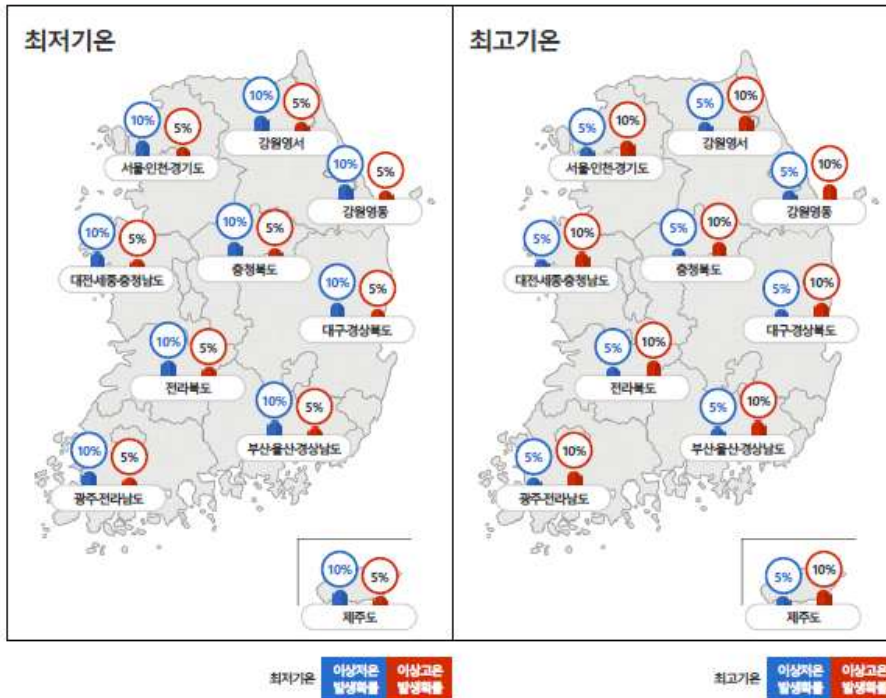 최저기온
10%
5%
강원영서
10%
5%
서울·인천·경기도
10%
5%
강원영동
10%
5%
충청북도
10%
5%
대전·세종·충청남도
10%
5%
대구·경상북도
10%
5%
전라북도
10%
5%
부산·울산·경상남도
10%
5%
광주·전라남도
10%
5%
제주도
최저기온
이상저온
발생확률
이상고온
발생확률
최고기온
5%
10%
강원영서
5%
10%
서울·인천·경기도
5%
10%
강원영동
5%
10%
충청북도
5%
10%
대전·세종·충청남도
5%
10%
대구·경상북도
5%
10%
전라북도
5%
10%
부산·울산·경상남도
5%
10%
광주·전라남도
5%
10%
제주도
최고기온
이상저온
발생확률
이상고온
발생확률